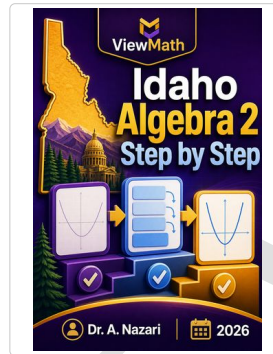 ViewMath
Idaho
Algebra 2
Step by Step
Dr. A. Nazari
2026